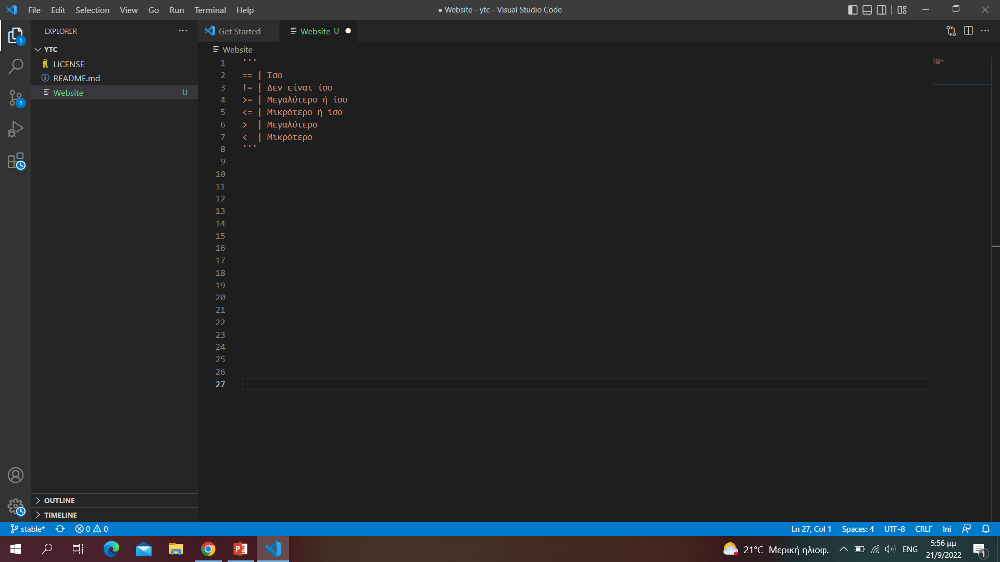 File Edit Selection View Go Run Terminal Help
● Website - ytc - Visual Studio Code
EXPLORER
Get Started
Website U
YTC
LICENSE
README.md
Website U
Website
1 '''
2 == | Ίσο
3 != | Δεν είναι ίσο
4 >= | Μεγαλύτερο ή ίσο
5 <= | Μικρότερο ή ίσο
6 > | Μεγαλύτερο
7 < | Μικρότερο
8 '''
9
10
11
12
13
14
15
16
17
18
19
20
21
22
23
24
25
26
27
1
1
OUTLINE
TIMELINE
stable* 0 0
Ln 27, Col 1 Spaces: 4 UTF-8 CRLF Ini
21°C Μερική ηλιοφ. ENG
5:56 μμ
21/9/2022
1